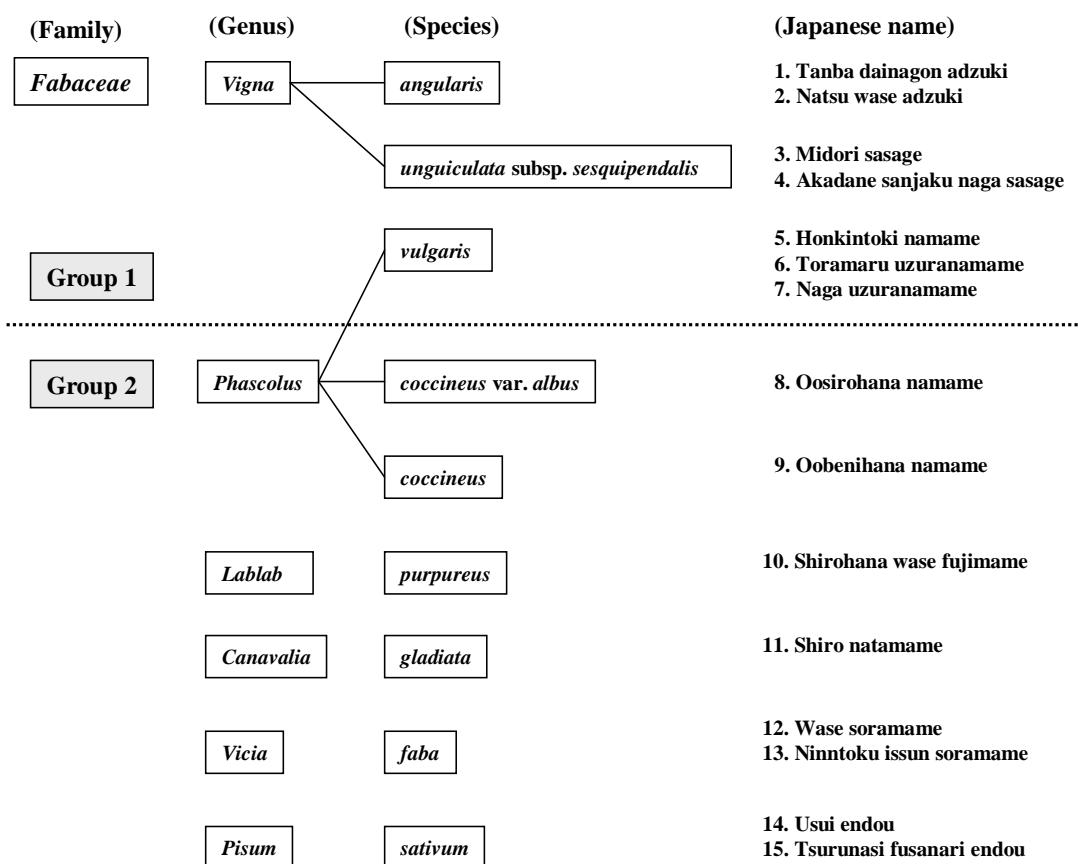 (Family) (Genus) (Species) (Japanese name)
Fabaceae Vigna angularis 1. Tanba dainagon adzuki
2. Natsu wase adzuki
unguiculata subsp. sesquipendalis 3. Midori sasage
4. Akadane sanjaku naga sasage
vulgaris 5. Honkintoki namame
Group 1 6. Toramaru uzuranamame
7. Naga uzuranamame
Group 2 Phascolus coccineus var. albus 8. Oosirohana namame
coccineus 9. Oobenihana namame
Lablab purpureus 10. Shirohana wase fujimame
Canavalia gladiata 11. Shiro natamame
Vicia faba 12. Wase soramame
13. Ninntoku issun soramame
Pisum sativum 14. Usui endou
15. Tsurunasi fusanari endou